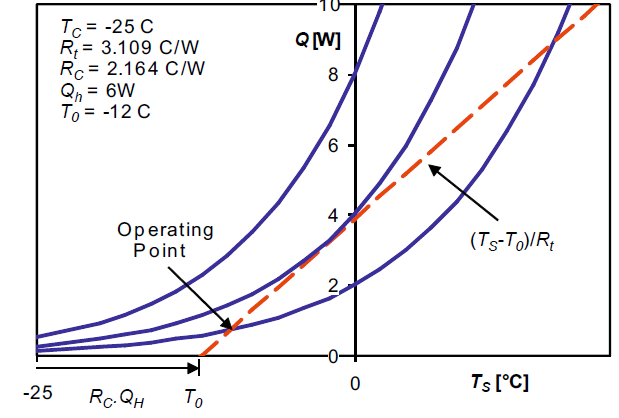 10
T_C = -25 C
R_t = 3.109 C/W
R_C = 2.164 C/W
Q_h = 6W
T_0 = -12 C
Q [W]
8
6
4
2
0
Operating
Point
(T_S-T_0)/R_t
-25
R_C.Q_H
T_0
0
T_S [°C]